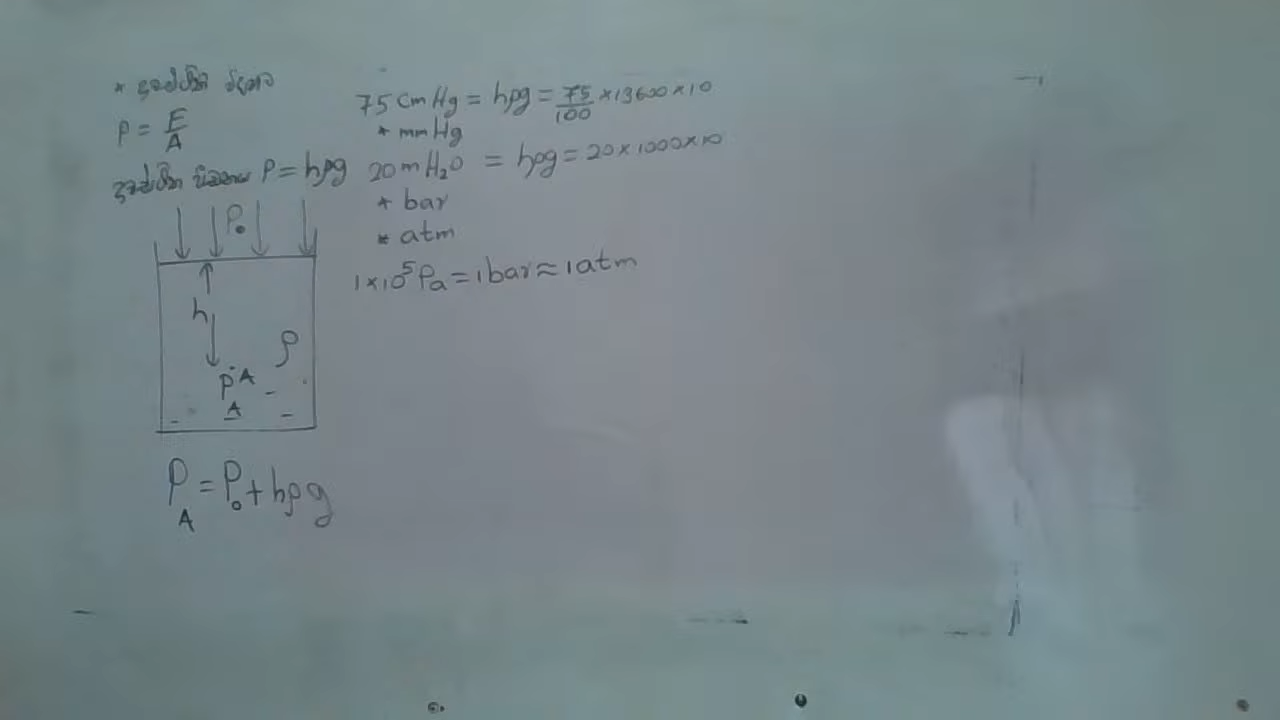 * ද්‍රවස්ථිති
P = F/A
ද්‍රවස්ථිති පීඩනය P = hρg
P₀
h
ρ
P_A
A
P_A = P₀ + hρg
75 cm Hg = hρg = 75/100 × 13600 × 10
* mm Hg
20 m H₂O = hρg = 20 × 1000 × 10
* bar
* atm
1 × 10⁵ Pa = 1 bar ≈ 1 atm